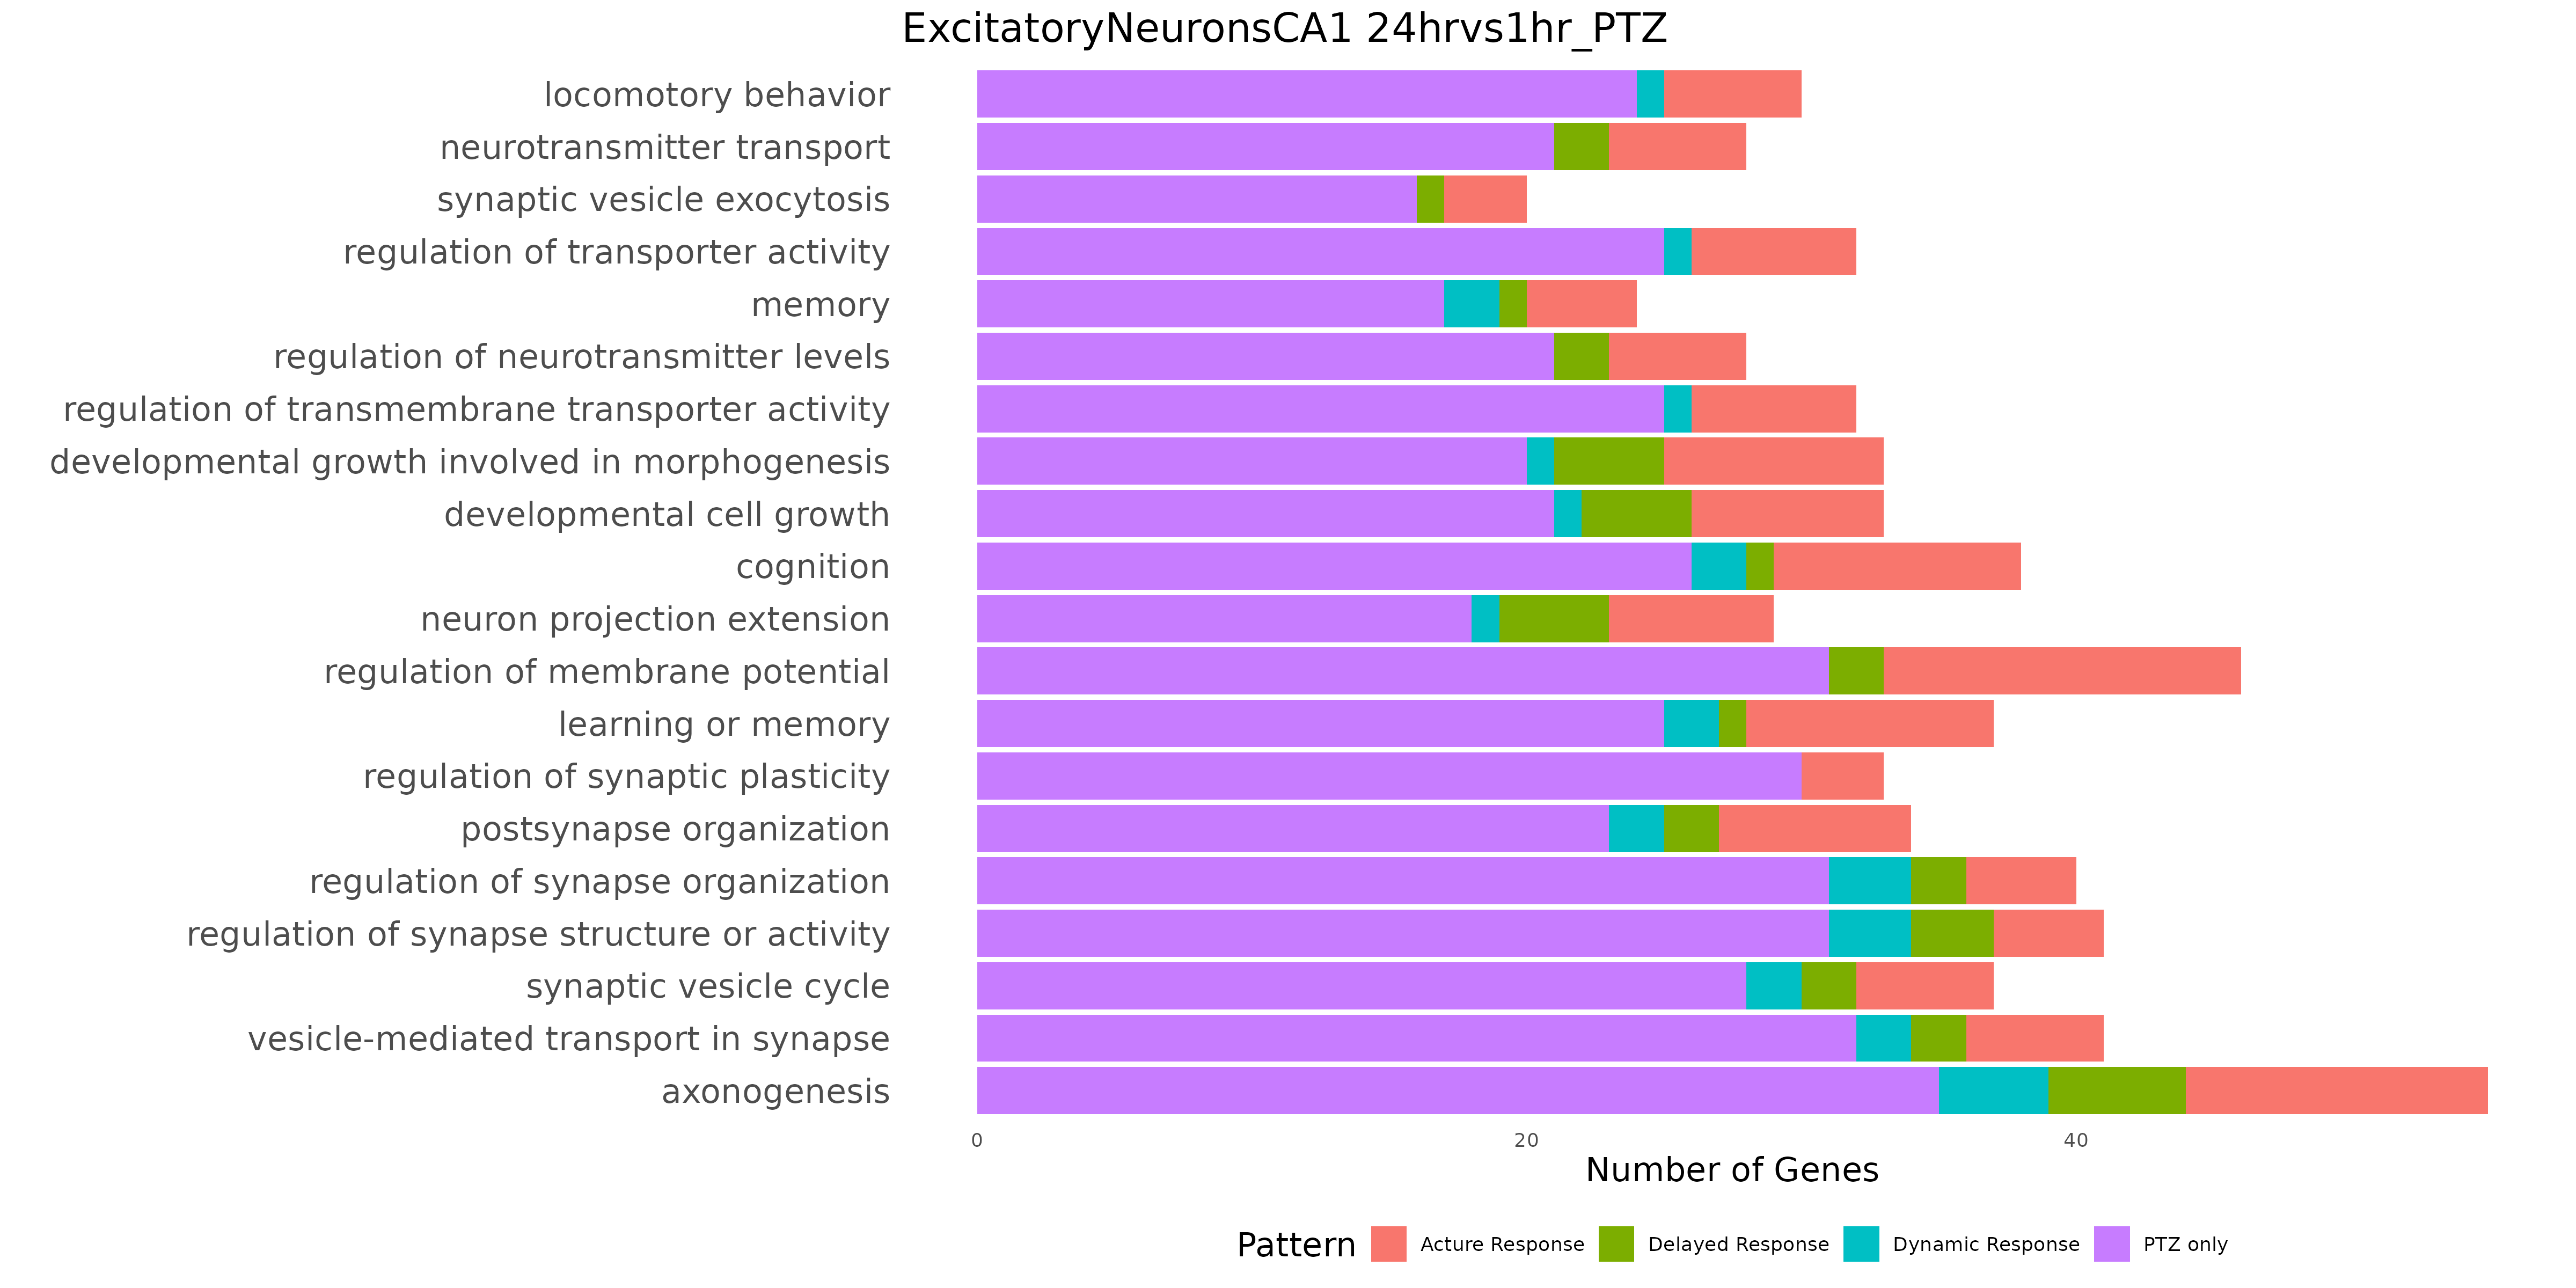 ExcitatoryNeuronsCA1 24hrvs1hr_PTZ
locomotory behavior
neurotransmitter transport
synaptic vesicle exocytosis
regulation of transporter activity
memory
regulation of neurotransmitter levels
regulation of transmembrane transporter activity
developmental growth involved in morphogenesis
developmental cell growth
cognition
neuron projection extension
regulation of membrane potential
learning or memory
regulation of synaptic plasticity
postsynapse organization
regulation of synapse organization
regulation of synapse structure or activity
synaptic vesicle cycle
vesicle-mediated transport in synapse
axonogenesis
0 20 40
Number of Genes
Pattern Acture Response Delayed Response Dynamic Response PTZ only